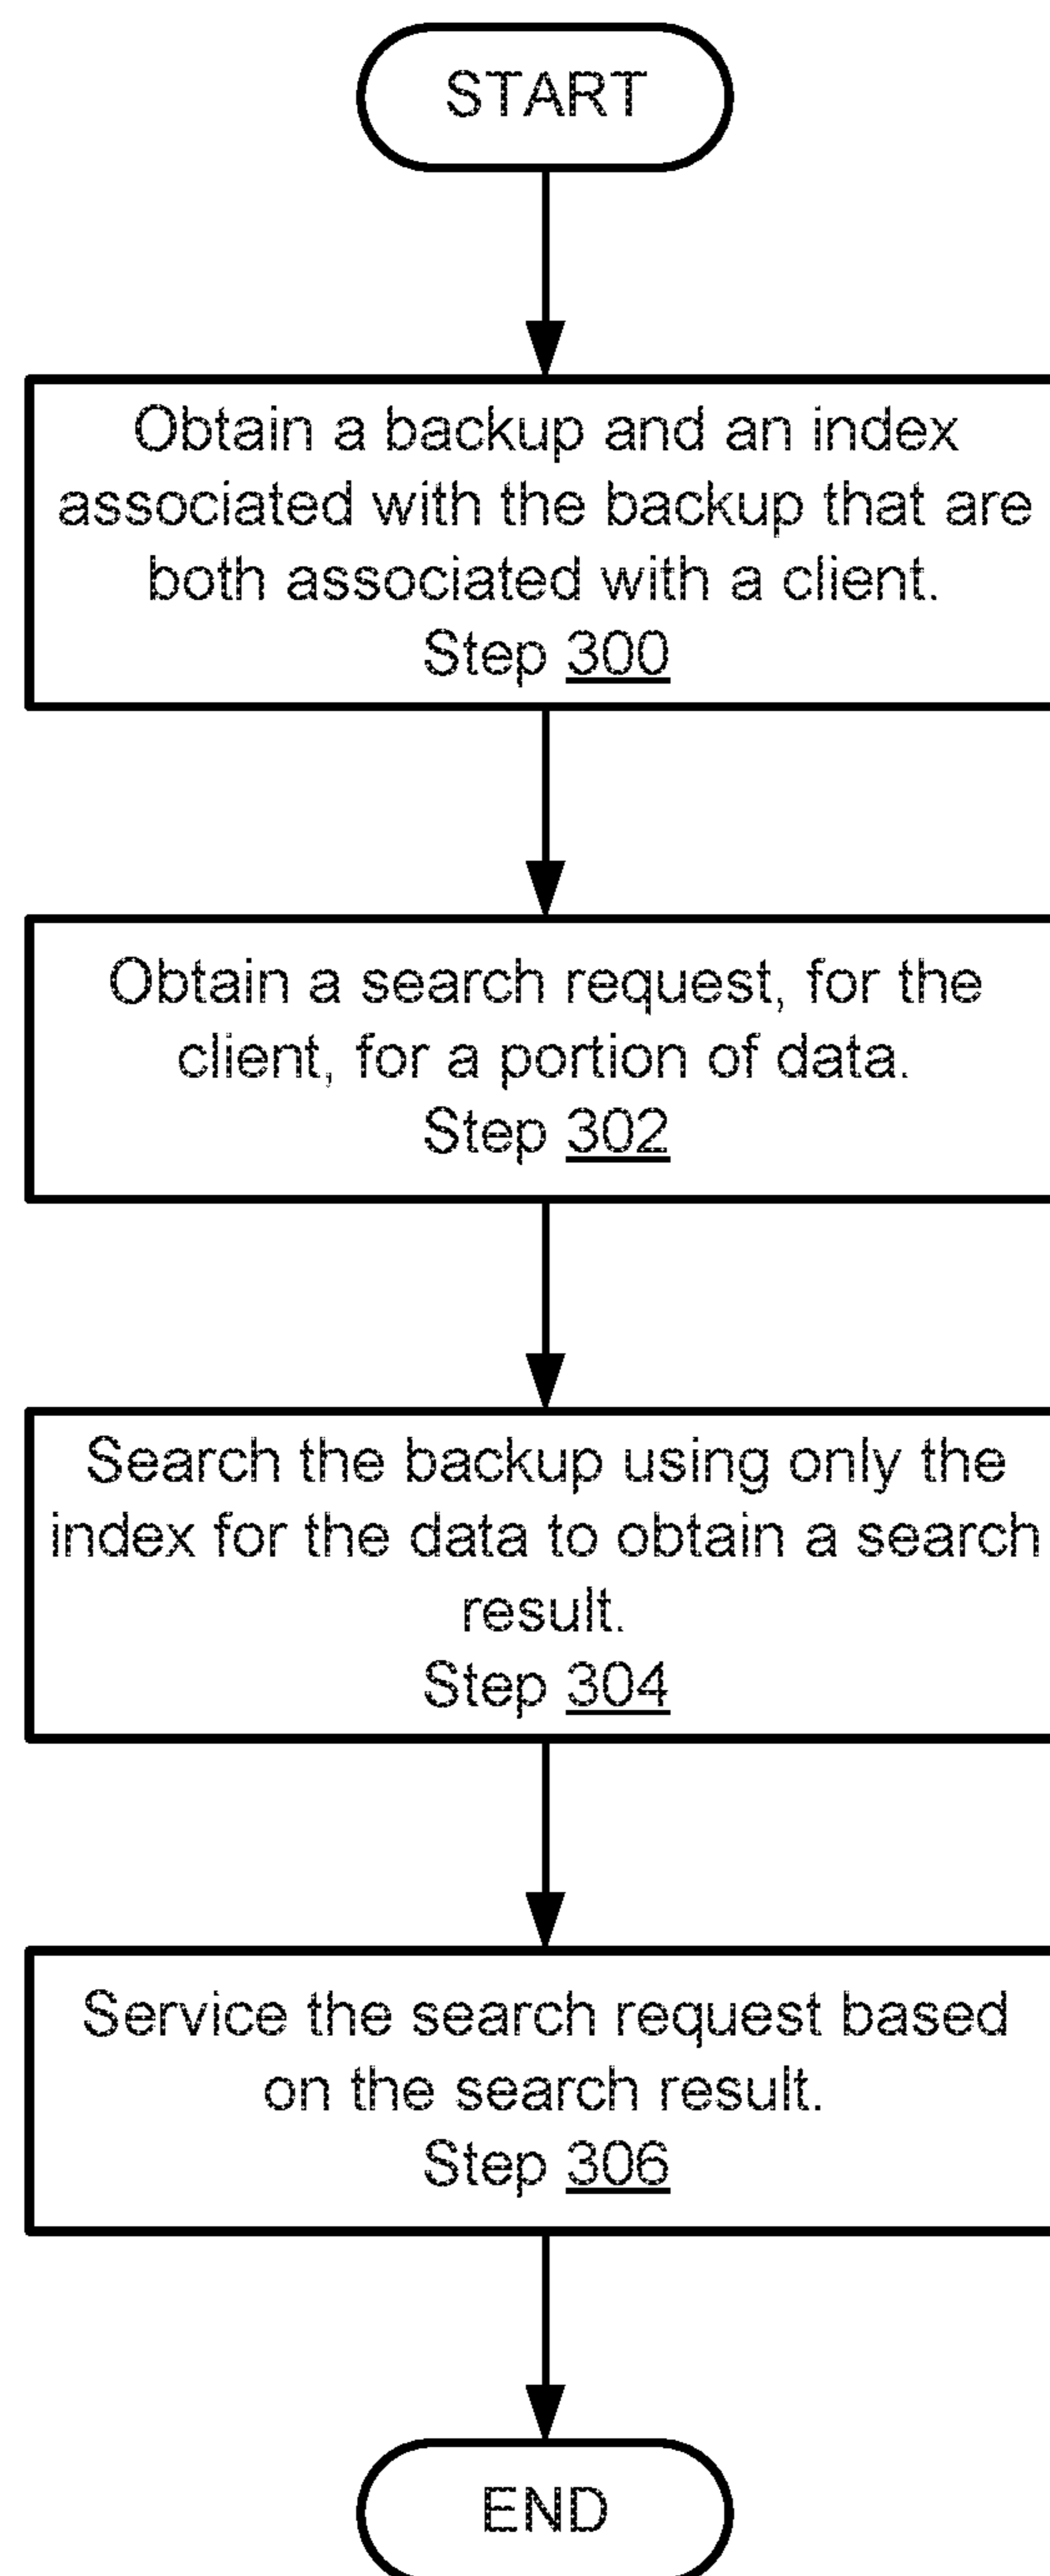 START
Obtain a backup and an index
associated with the backup that are
both associated with a client.
Step 300
Obtain a search request, for the
client, for a portion of data.
Step 302
Search the backup using only the
index for the data to obtain a search
result.
Step 304
Service the search request based
on the search result.
Step 306
END